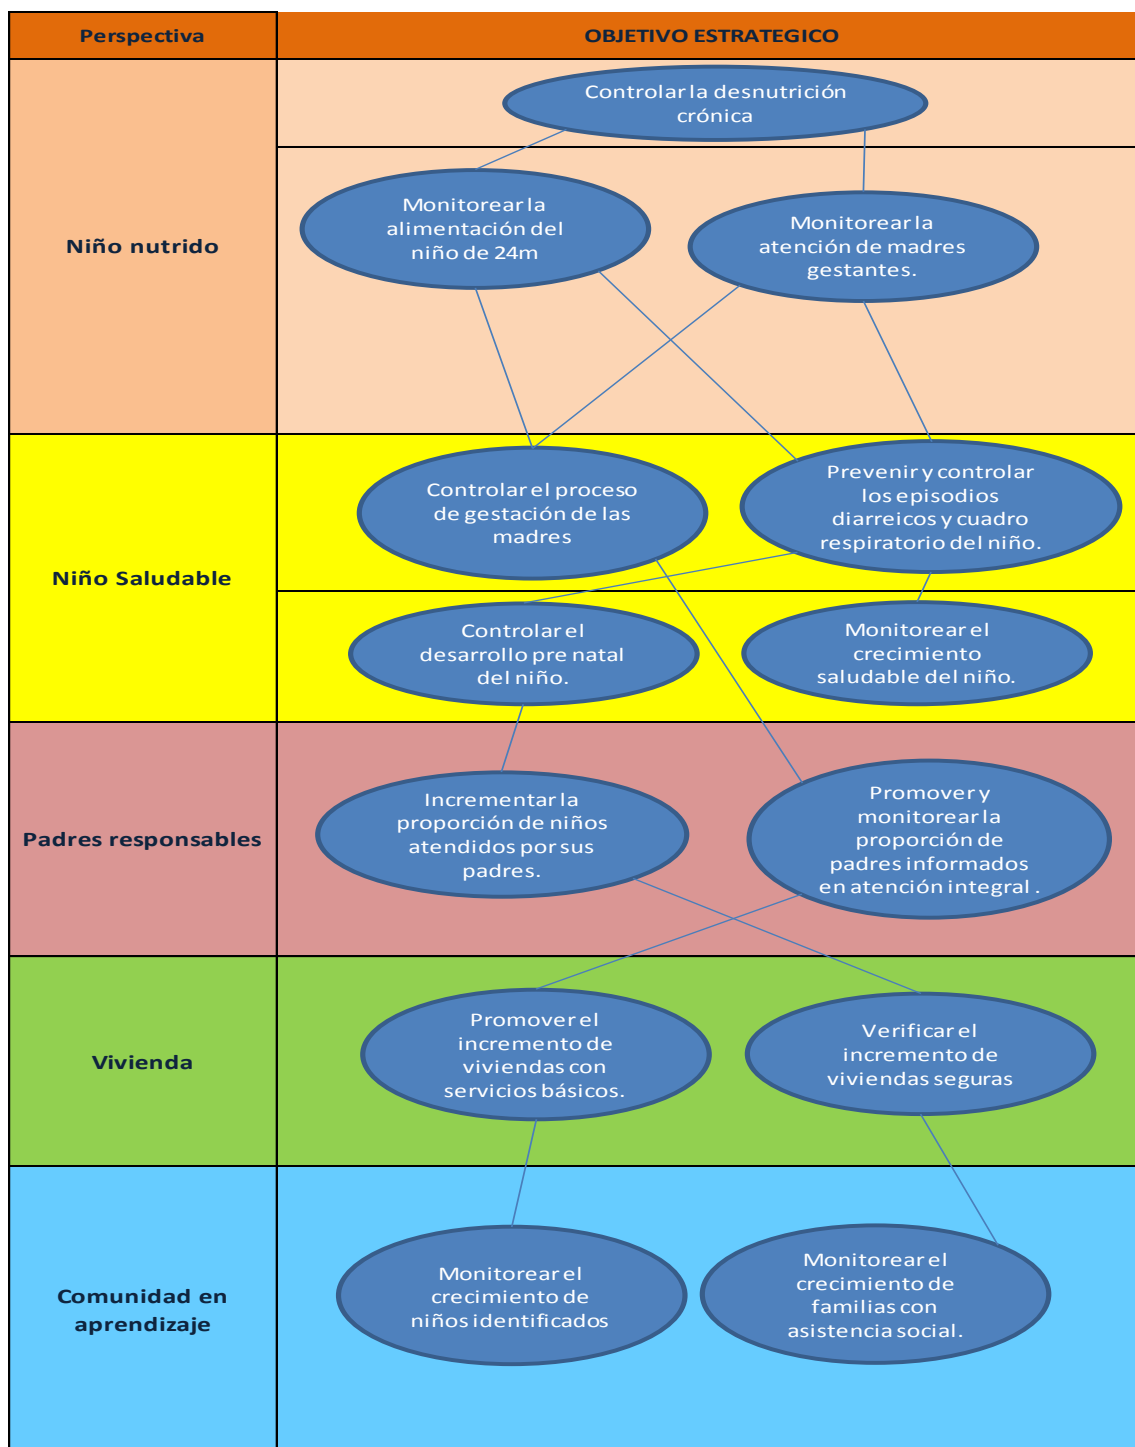 Perspectiva
OBJETIVO ESTRATEGICO
Niño nutrido
Controlar la desnutrición
crónica
Monitorear la
alimentación del
niño de 24m
Monitorear la
atención de madres
gestantes.
Niño Saludable
Controlar el proceso
de gestación de las
madres
Prevenir y controlar
los episodios
diarreicos y cuadro
respiratorio del niño.
Controlar el
desarrollo pre natal
del niño.
Monitorear el
crecimiento
saludable del niño.
Padres responsables
Incrementar la
proporción de niños
atendidos por sus
padres.
Promover y
monitorear la
proporción de
padres informados
en atención integral .
Vivienda
Promover el
incremento de
viviendas con
servicios básicos.
Verificar el
incremento de
viviendas seguras
Comunidad en
aprendizaje
Monitorear el
crecimiento de
niños identificados
Monitorear el
crecimiento de
familias con
asistencia social.